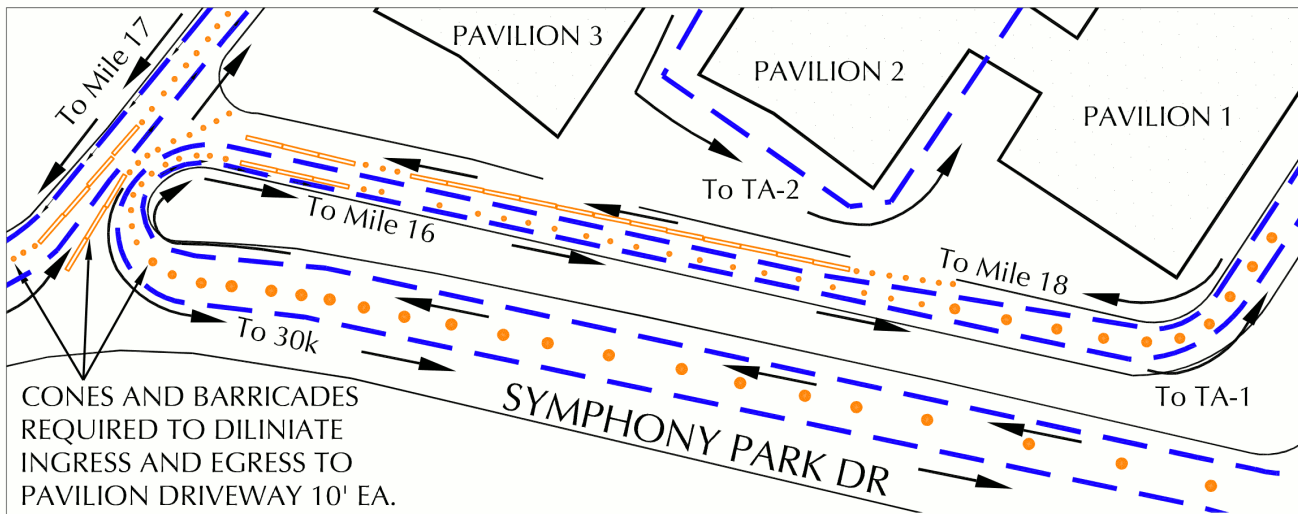 PAVILION 3
To Mile 17
PAVILION 2
PAVILION 1
To TA-2
To Mile 16
To Mile 18
To 30k
To TA-1
SYMPHONY PARK DR
CONES AND BARRICADES
REQUIRED TO DILINIATE
INGRESS AND EGRESS TO
PAVILION DRIVEWAY 10' EA.